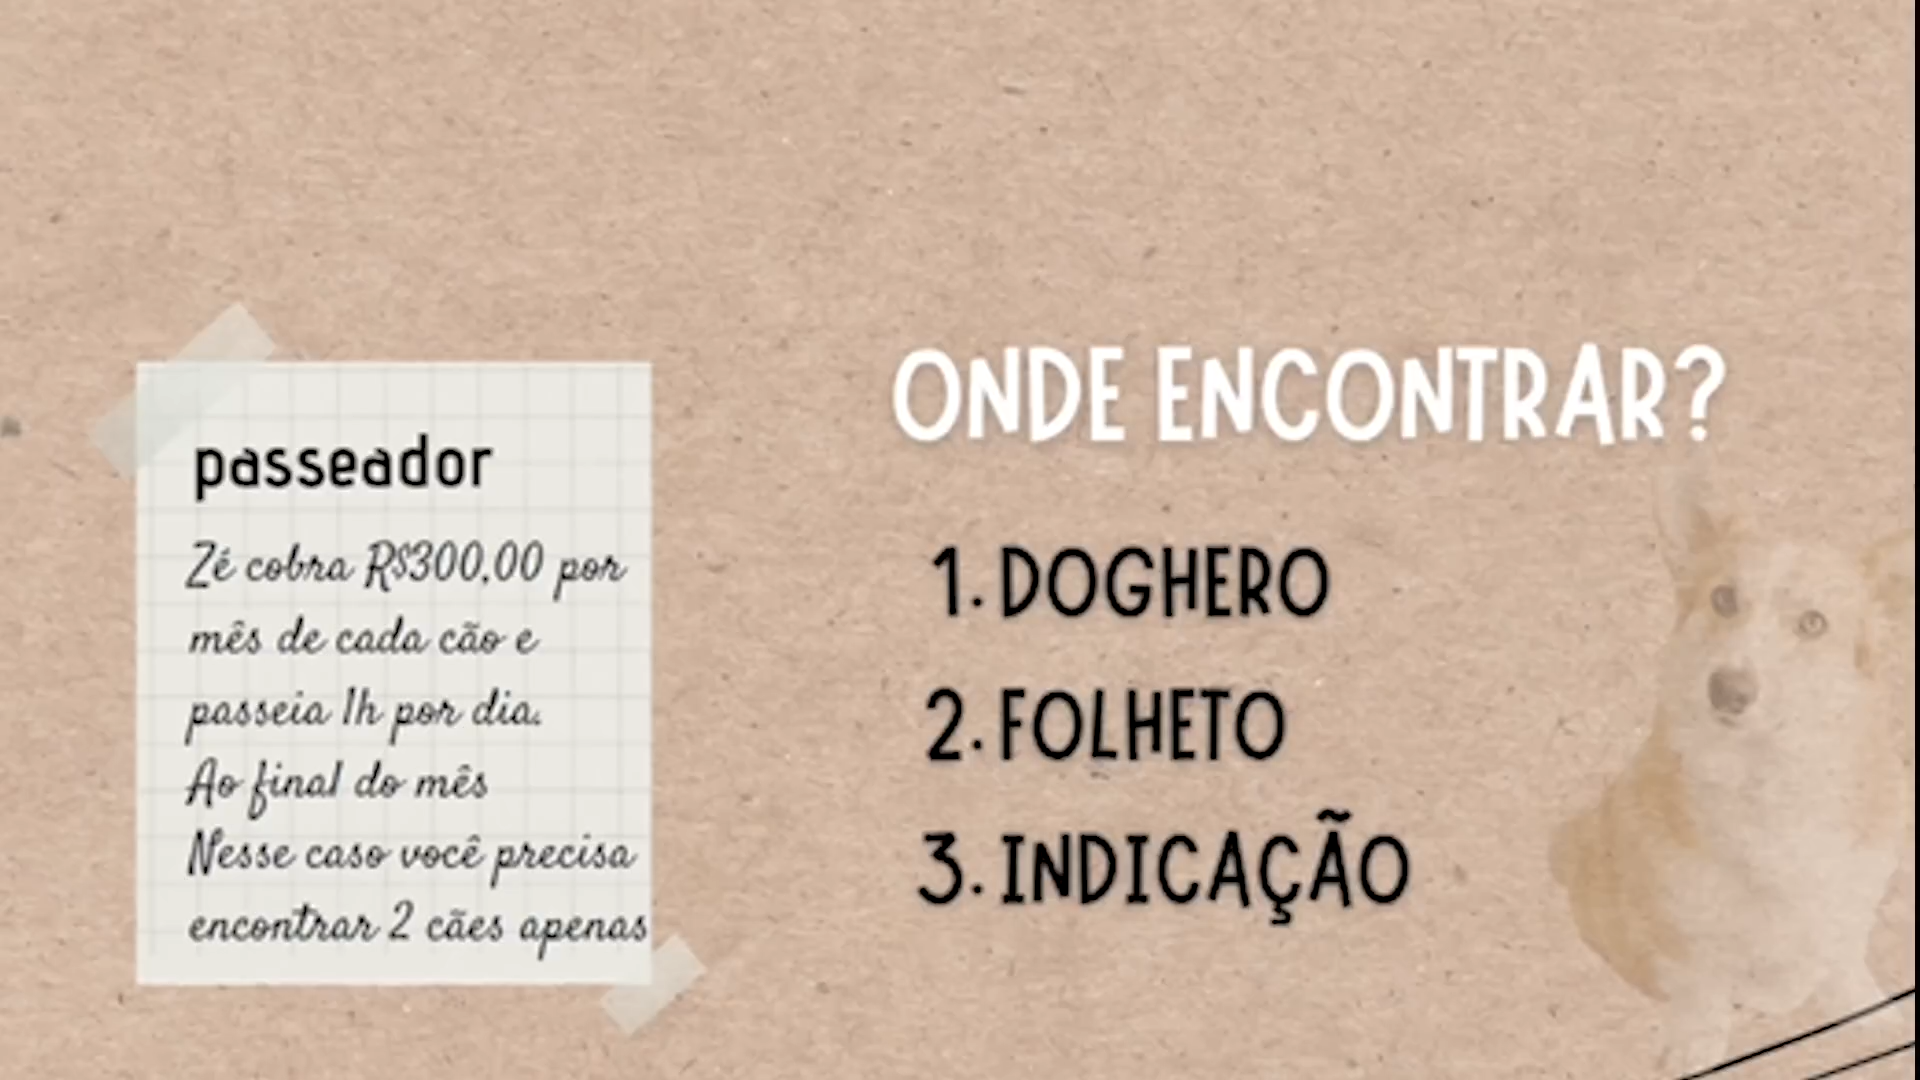 passeador
Zé cobra R$300,00 por
mês de cada cão e
passeia 1h por dia.
Ao final do mês
Nesse caso você precisa
encontrar 2 cães apenas
ONDE ENCONTRAR?
1. DOGHERO
2. FOLHETO
3. INDICAÇÃO